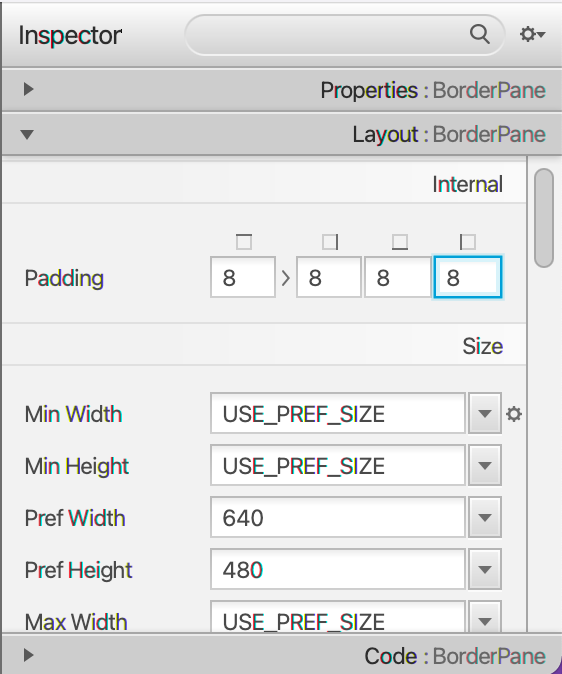 Inspector
Properties : BorderPane
Layout : BorderPane
Internal
Padding 8 8 8 8
Size
Min Width USE_PREF_SIZE
Min Height USE_PREF_SIZE
Pref Width 640
Pref Height 480
Max Width USE_PREF_SIZE
Code : BorderPane